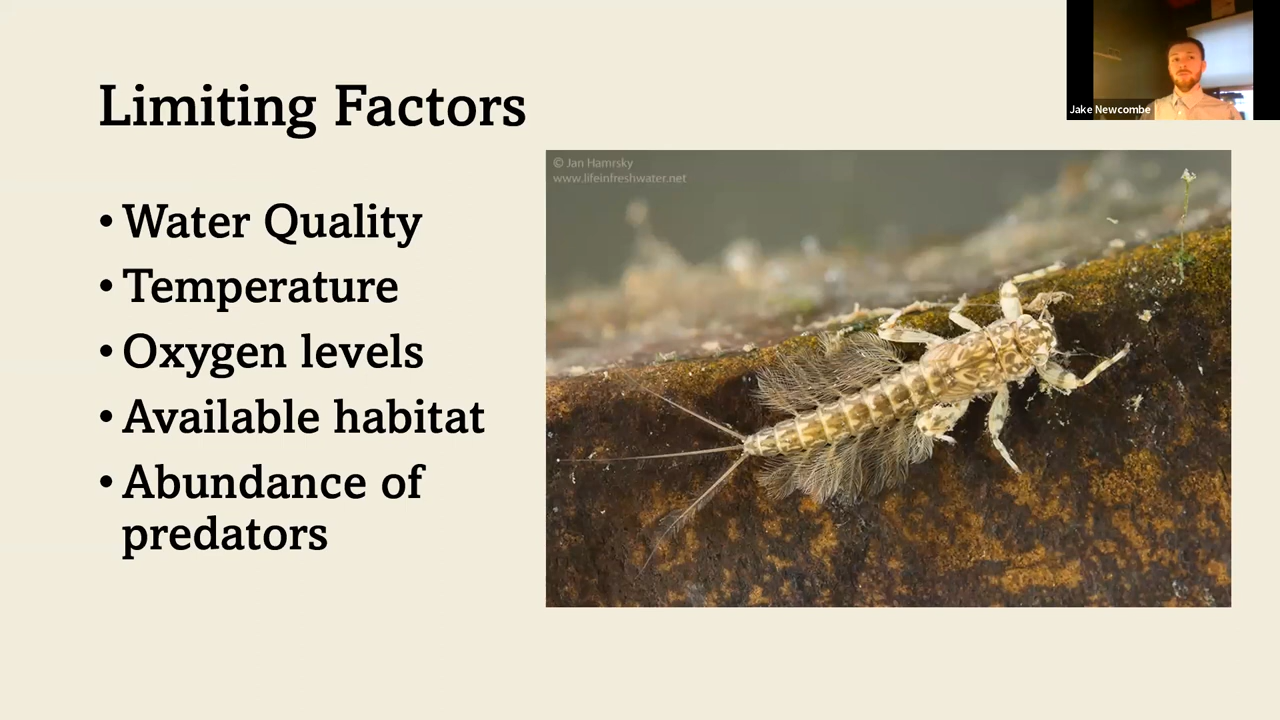 Limiting Factors
Jake Newcombe
© Jan Hamrsky
www.lifeinfreshwater.net
• Water Quality
• Temperature
• Oxygen levels
• Available habitat
• Abundance of
predators